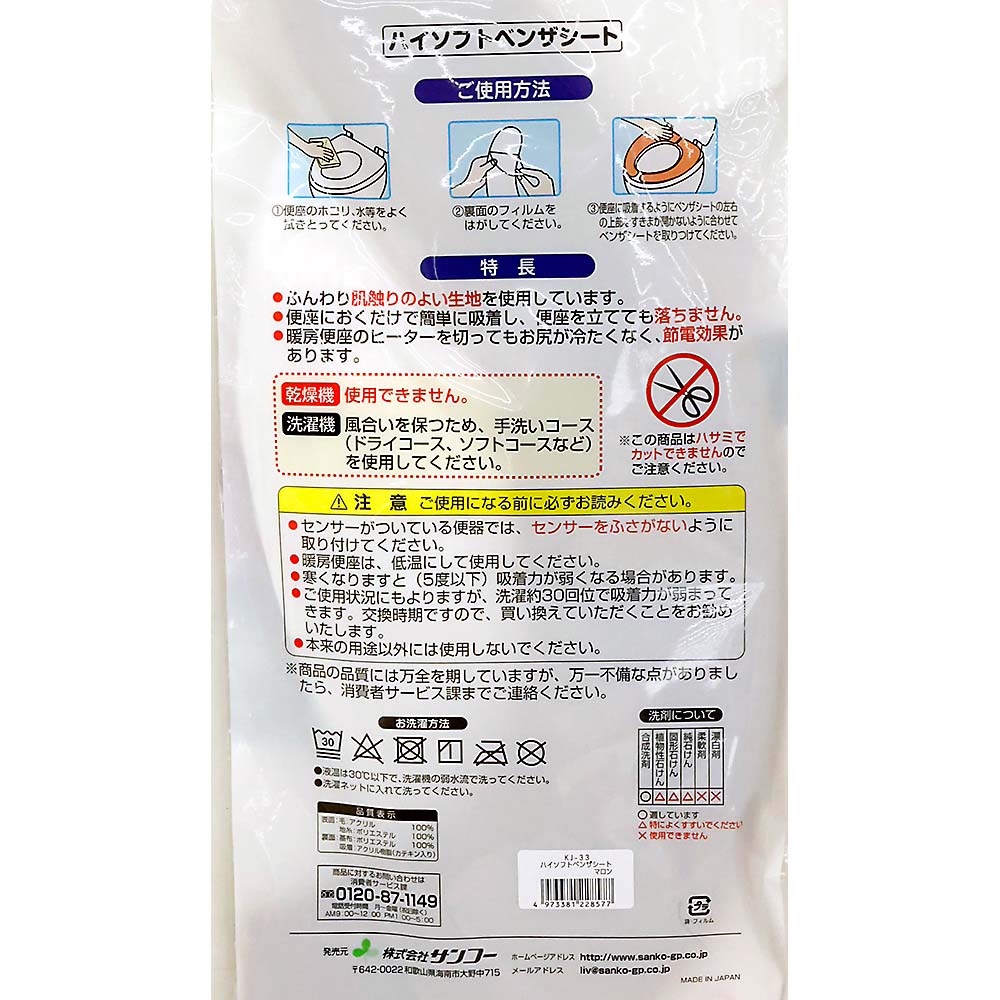 ハイソフトベンザシート
ご使用方法
①便座のホコリ、水等をよく
拭きとってください。
②裏面のフィルムを
はがしてください。
③便座に吸着するようにベンザシートの左右
の上部をすきまが開かないように合わせて
ベンザシートを取りつけてください。
特長
●ふんわり肌触りのよい生地を使用しています。
●便座におくだけで簡単に吸着し、便座を立てても落ちません。
●暖房便座のヒーターを切ってもお尻が冷たくなく、節電効果が
あります。
乾燥機 使用できません。
洗濯機 風合いを保つため、手洗いコース
(ドライコース、ソフトコースなど)
を使用してください。
※この商品はハサミで
カットできませんので
ご注意ください。
⚠注意 ご使用になる前に必ずお読みください。
●センサーがついている便器では、センサーをふさがないように
取り付けてください。
●暖房便座は、低温にして使用してください。
●寒くなりますと(5度以下)吸着力が弱くなる場合があります。
●ご使用状況にもよりますが、洗濯約30回位で吸着力が弱まって
きます。交換時期ですので、買い換えていただくことをお勧め
いたします。
●本来の用途以外には使用しないでください。
※商品の品質には万全を期していますが、万一不備な点がありまし
たら、消費者サービス課までご連絡ください。
お洗濯方法
30
●液温は30℃以下で、洗濯機の弱水流で洗ってください。
●洗濯ネットに入れて洗ってください。
洗剤について
合成洗剤
植物性石けん
固形石けん
純石けん
柔軟剤
漂白剤
○△△△××
○適しています
△特によくすすいでください
×使用できません
品質表示
表面:毛:アクリル 100%
地糸:ポリエステル 100%
裏面:基布:ポリエステル 100%
吸着:アクリル樹脂(カテキン入り)
商品に対するお問い合わせは
消費者サービス課
0120-87-1149
電話受付時間 月〜金曜(祝日除く)
AM9:00〜12:00 PM1:00〜5:00
KJ-33
ハイソフトベンザシート
マロン
4 973381 228577
プラ
袋・フィルム
発売元 株式会社サンコー
〒642-0022 和歌山県海南市大野中715
ホームページアドレス http://www.sanko-gp.co.jp
メールアドレス liv@sanko-gp.co.jp
MADE IN JAPAN